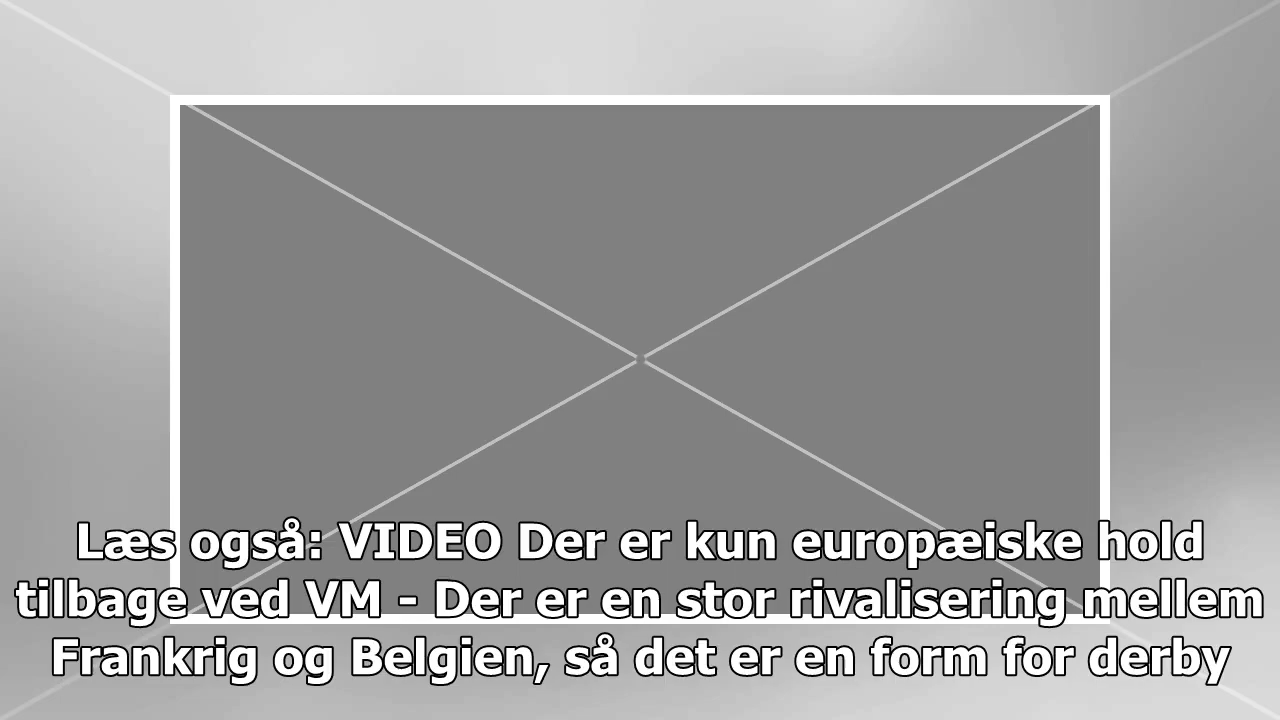 Læs også: VIDEO Der er kun europæiske hold
tilbage ved VM - Der er en stor rivalisering mellem
Frankrig og Belgien, så det er en form for derby